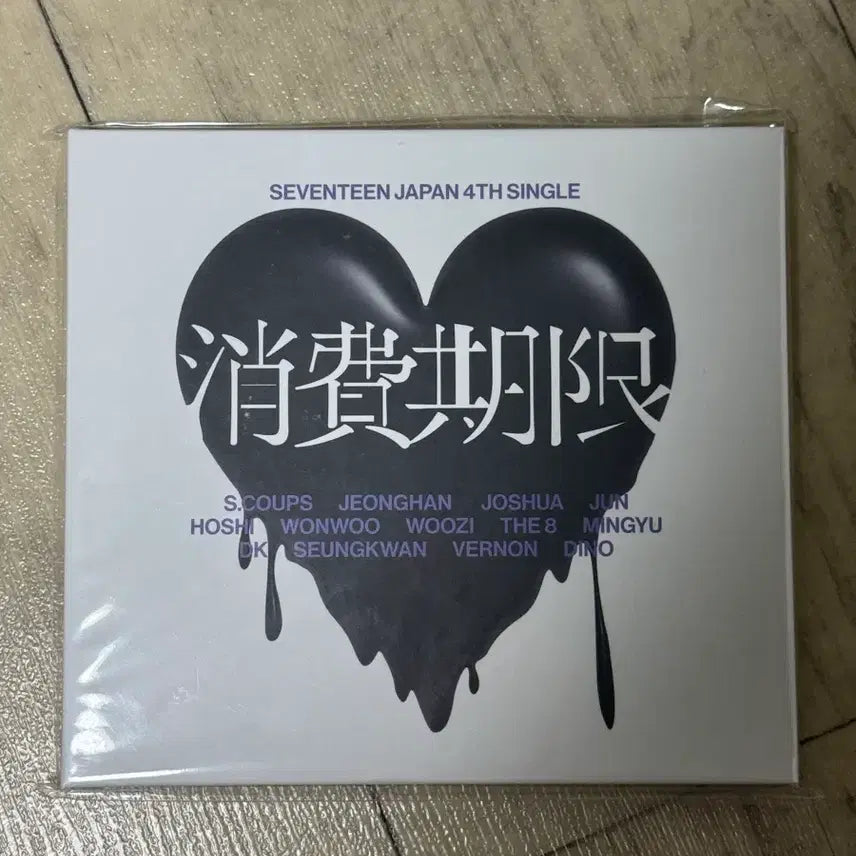 SEVENTEEN JAPAN 4TH SINGLE
消費期限
S.COUPS JEONGHAN JOSHUA JUN
HOSHI WONWOO WOOZI THE 8 MINGYU
DK SEUNGKWAN VERNON DINO